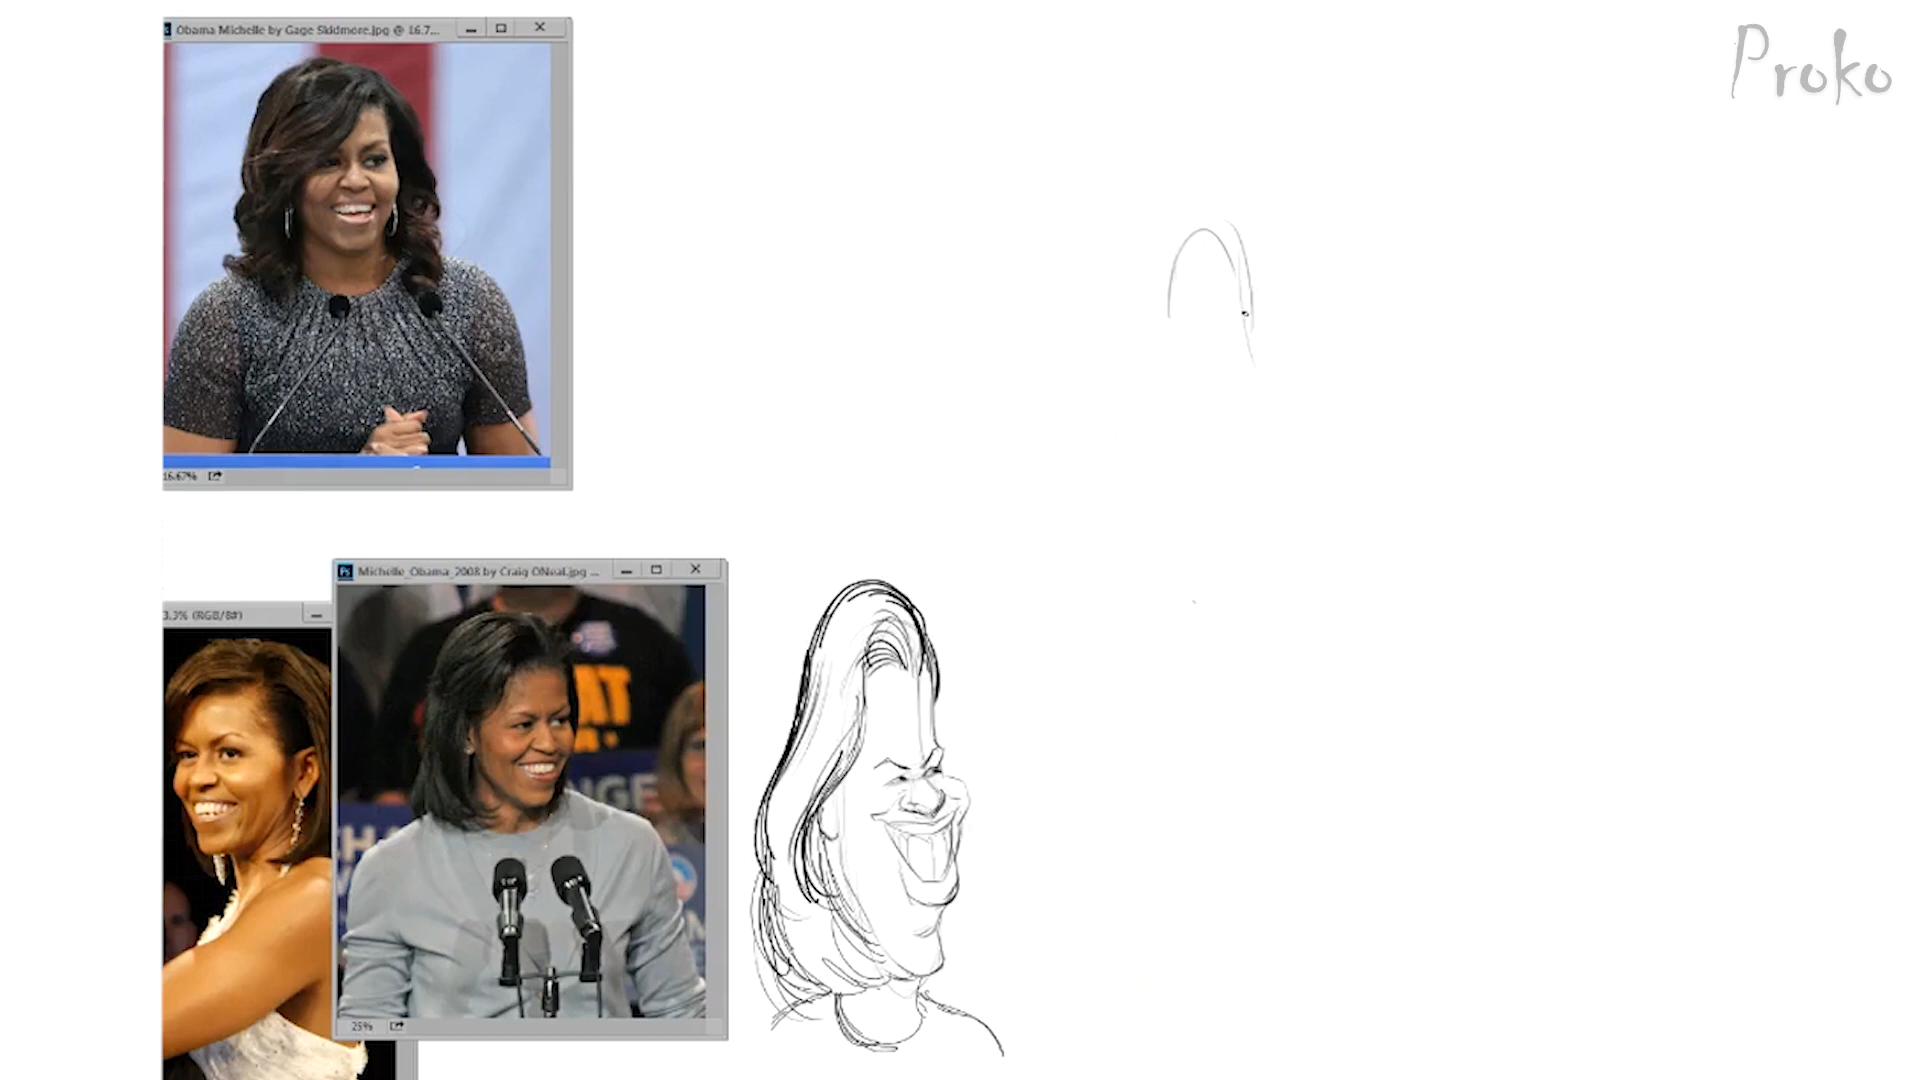 Obama Michelle by Gage Skidmore.jpg @ 16.7...
Proko
16.67%
Ps Michelle_Obama_2008 by Craig ONeal.jpg ...
3.3% (RGB/8#)
25%